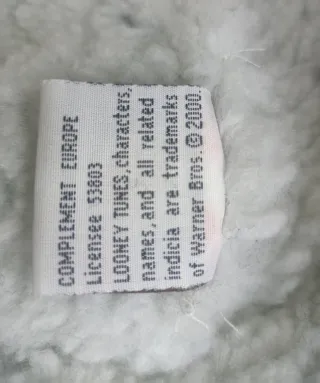 COMPLEMENT EUROPE
Licensee 53803
LOONEY TUNES,characters,
names,and all related
indicia are trademarks
of Warner Bros.©2000.